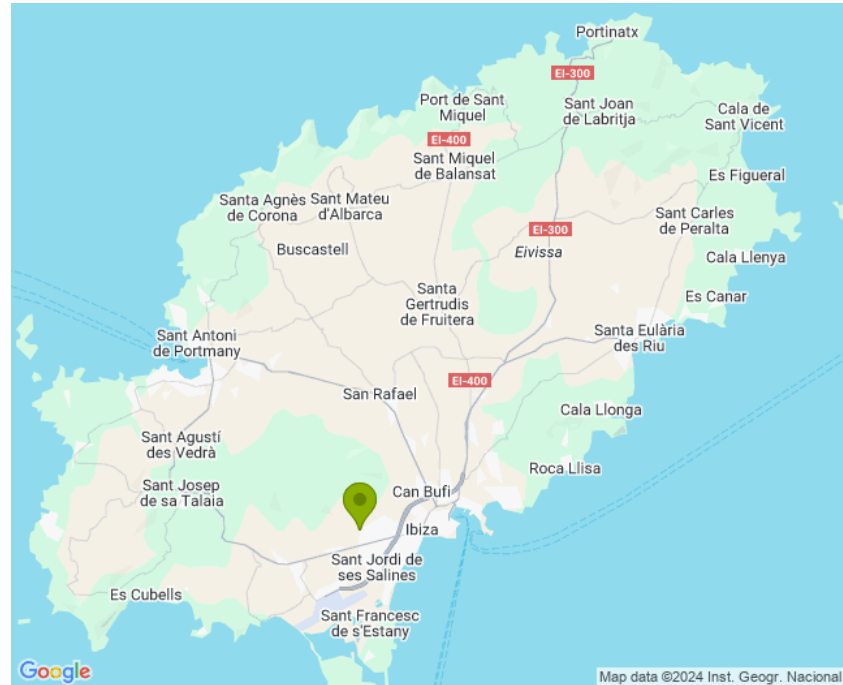 Portinatx
EI-300
Port de Sant
Miquel
Sant Joan
de Labritja
Cala de
Sant Vicent
EI-400
Sant Miquel
de Balansat
Es Figueral
Santa Agnès
de Corona
Sant Mateu
d'Albarca
Sant Carles
de Peralta
EI-300
Buscastell
Eivissa
Cala Llenya
Santa
Gertrudis
de Fruitera
Es Canar
Sant Antoni
de Portmany
Santa Eulària
des Riu
EI-400
San Rafael
Cala Llonga
Sant Agustí
des Vedrà
Roca Llisa
Sant Josep
de sa Talaia
Can Bufi
Ibiza
Sant Jordi de
ses Salines
Es Cubells
Sant Francesc
de s'Estany
Google
Map data ©2024 Inst. Geogr. Nacional